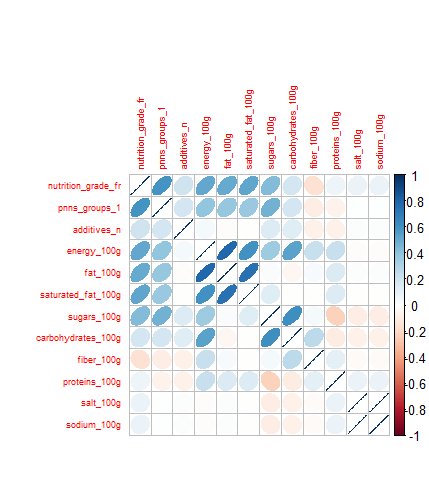 nutrition_grade_fr
pnns_groups_1
additives_n
energy_100g
fat_100g
saturated_fat_100g
sugars_100g
carbohydrates_100g
fiber_100g
proteins_100g
salt_100g
sodium_100g
nutrition_grade_fr
pnns_groups_1
additives_n
energy_100g
fat_100g
saturated_fat_100g
sugars_100g
carbohydrates_100g
fiber_100g
proteins_100g
salt_100g
sodium_100g
1
0.8
0.6
0.4
0.2
0
-0.2
-0.4
-0.6
-0.8
-1